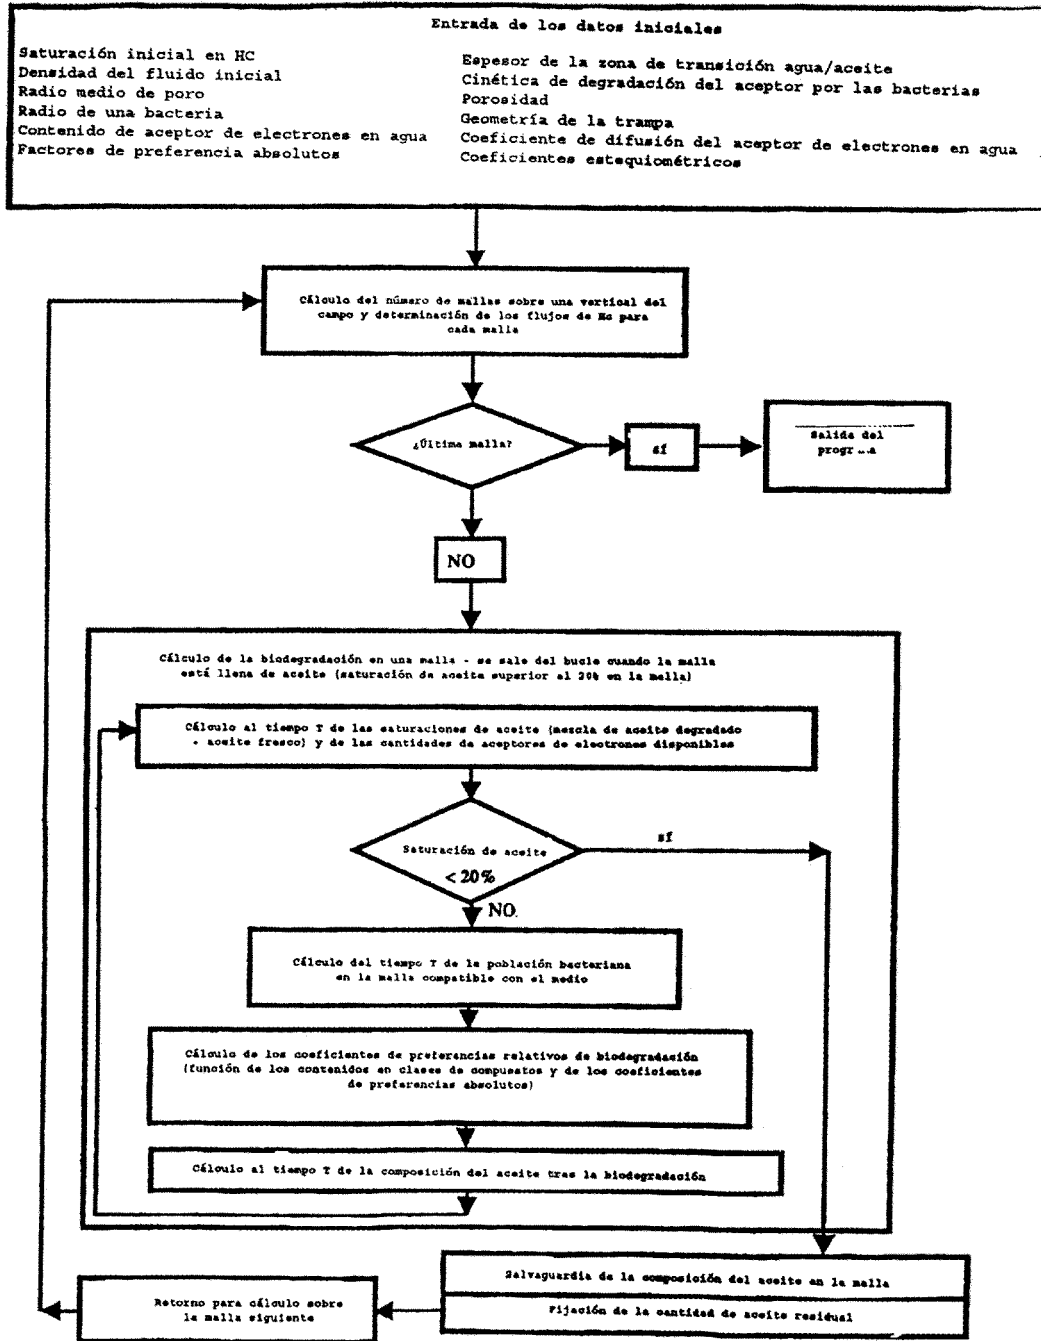 Entrada de los datos iniciales
Saturación inicial en HC
Densidad del fluido inicial
Radio medio de poro
Radio de una bacteria
Contenido de aceptor de electrones en agua
Factores de preferencia absolutos
Espesor de la zona de transición agua/aceite
Cinética de degradación del aceptor por las bacterias
Porosidad
Geometría de la trampa
Coeficiente de difusión del aceptor de electrones en agua
Coeficientes estequiométricos
Cálculo del número de mallas sobre una vertical del
campo y determinación de los flujos de Hc para
cada malla
¿Última malla?
sí
Salida del
NO
Cálculo de la biodegradación en una malla - se sale del bucle cuando la malla
está llena de aceite (saturación de aceite superior al 20% en la malla)
Cálculo al tiempo T de las saturaciones de aceite (mezcla de aceite degradado
- aceite fresco) y de las cantidades de aceptores de electrones disponibles
Saturación de aceite
< 20%
sí
NO
Cálculo del tiempo T de la población bacteriana
en la malla compatible con el medio
Cálculo de los coeficientes de preferencias relativos de biodegradación
(función de los contenidos en clases de compuestos y de los coeficientes
de preferencias absolutos)
Cálculo al tiempo T de la composición del aceite tras la biodegradación
Salvaguardia de la composición del aceite en la malla
Fijación de la cantidad de aceite residual
Retorno para cálculo sobre
la malla siguiente